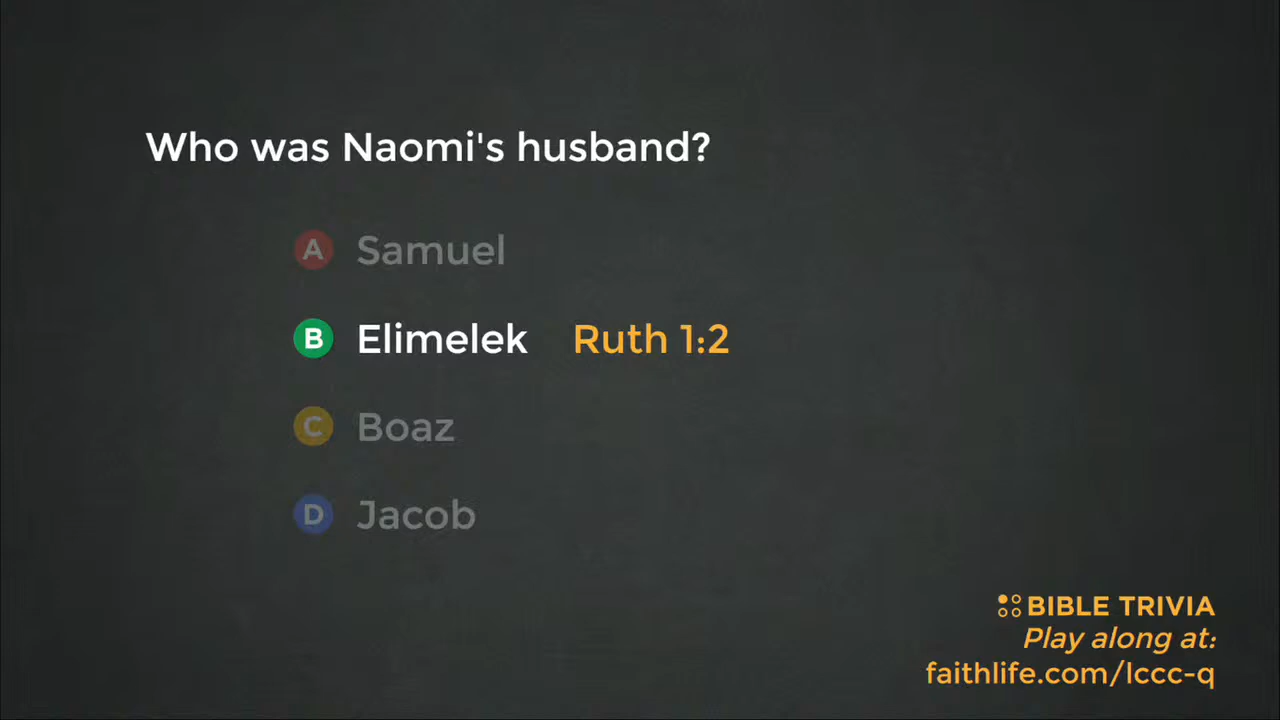 Who was Naomi's husband?
A Samuel
B Elimelek Ruth 1:2
C Boaz
D Jacob
BIBLE TRIVIA
Play along at:
faithlife.com/lccc-q